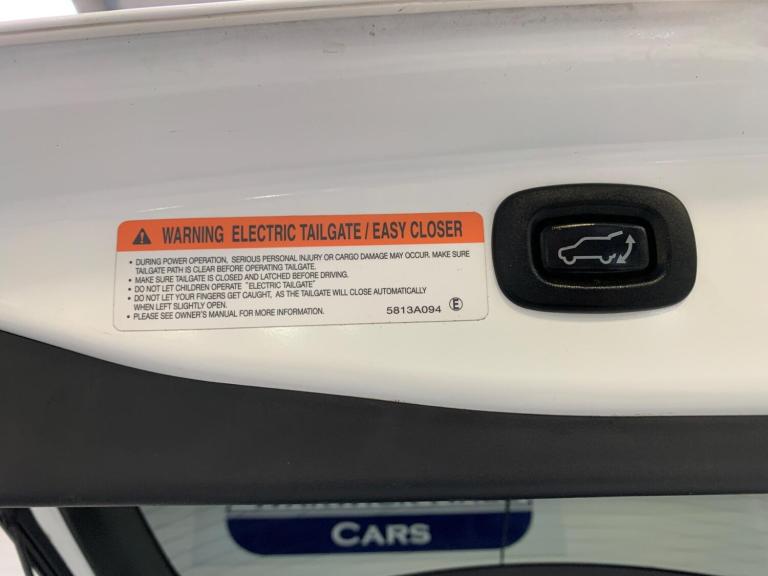 WARNING ELECTRIC TAILGATE / EASY CLOSER
• DURING POWER OPERATION, SERIOUS PERSONAL INJURY OR CARGO DAMAGE MAY OCCUR. MAKE SURE
TAILGATE PATH IS CLEAR BEFORE OPERATING TAILGATE.
• MAKE SURE TAILGATE IS CLOSED AND LATCHED BEFORE DRIVING.
• DO NOT LET CHILDREN OPERATE "ELECTRIC TAILGATE"
• DO NOT LET YOUR FINGERS GET CAUGHT, AS THE TAILGATE WILL CLOSE AUTOMATICALLY
WHEN LEFT SLIGHTLY OPEN.
• PLEASE SEE OWNER'S MANUAL FOR MORE INFORMATION. 5813A094 E
CARS